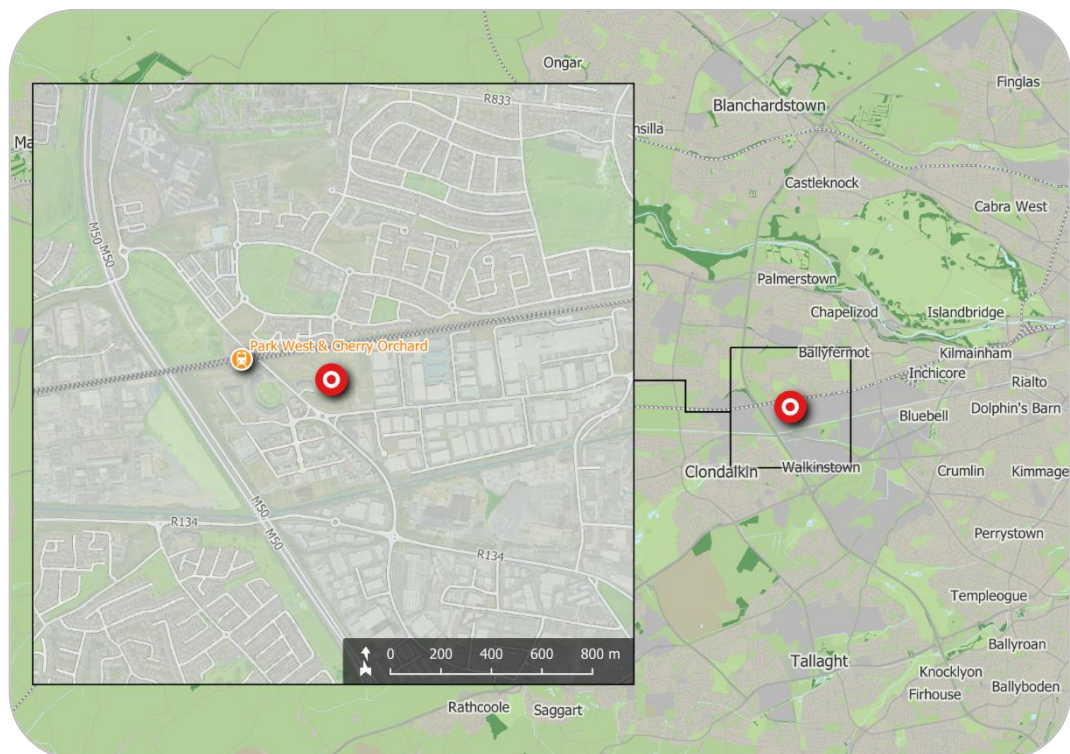 Ongar
Finglas
Blanchardstown
R833
nsilla
Ma
Castleknock
Cabra West
M50
M50
Palmerstown
Chapelizod
Islandbridge
Park West & Cherry Orchard
Ballyfermot
Kilmainham
Inchicore
Rialto
Dolphin's Barn
Bluebell
Clondalkin
Walkinstown
Crumlin
Kimmage
M50
M50
R134
R134
Perrystown
Templeogue
Ballyroan
0 200 400 600 800 m
Tallaght
Knocklyon
Ballyboden
Firhouse
Rathcoole
Saggart